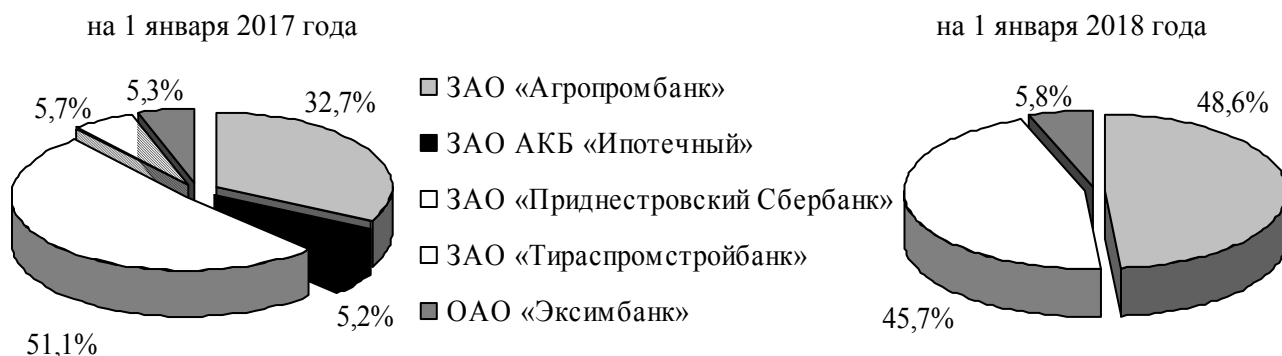 на 1 января 2017 года
на 1 января 2018 года
5,7%
5,3%
32,7%
5,2%
51,1%
ЗАО «Агропромбанк»
ЗАО АКБ «Ипотечный»
ЗАО «Приднестровский Сбербанк»
ЗАО «Тираспромстройбанк»
ОАО «Эксимбанк»
5,8%
48,6%
45,7%